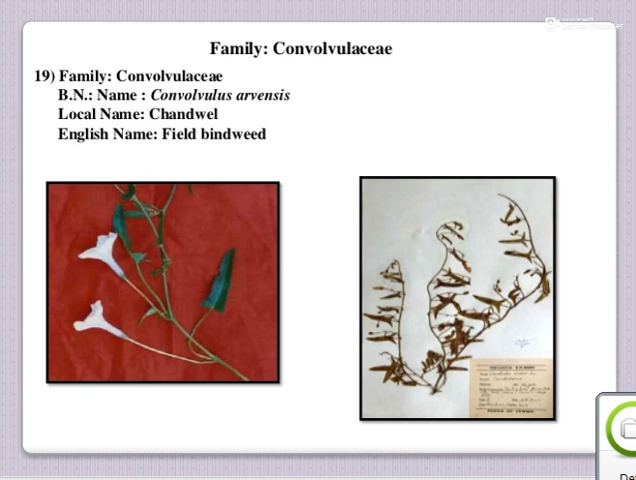 Family: Convolvulaceae
19) Family: Convolvulaceae
B.N.: Name : Convolvulus arvensis
Local Name: Chandwel
English Name: Field bindweed